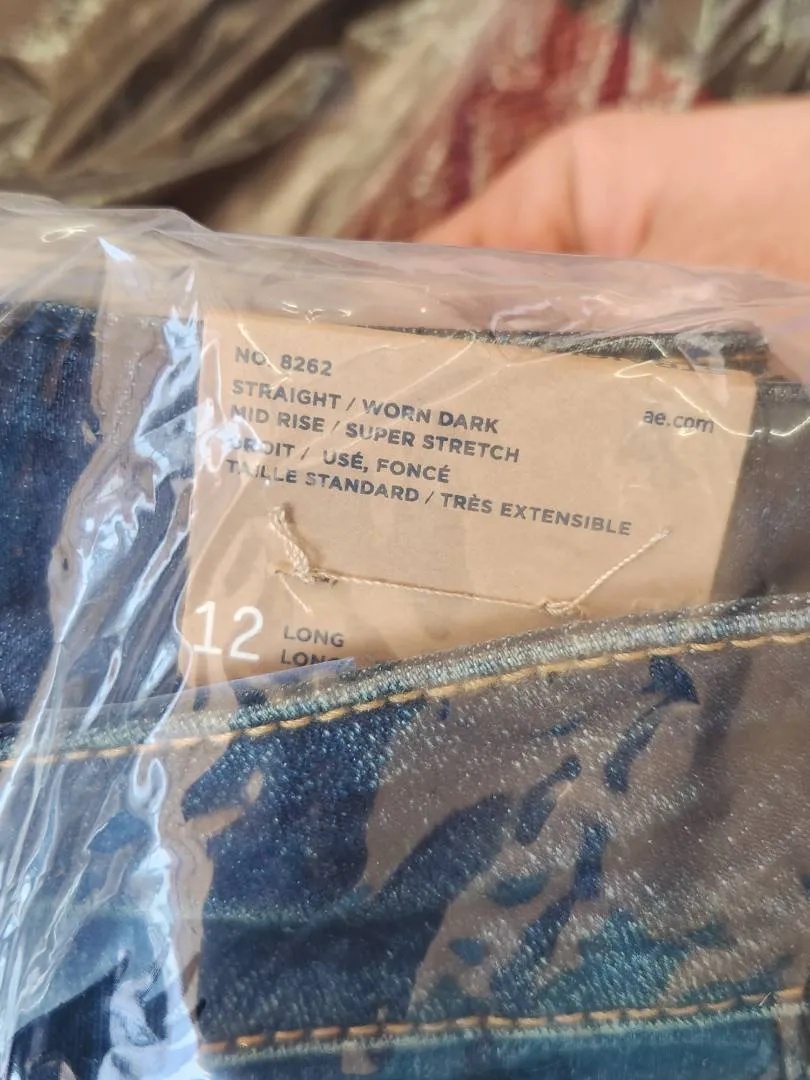 NO. 8262
ae.com
STRAIGHT / WORN DARK
MID RISE / SUPER STRETCH
DROIT / USÉ, FONCÉ
TAILLE STANDARD / TRÈS EXTENSIBLE
12 LONG
LON